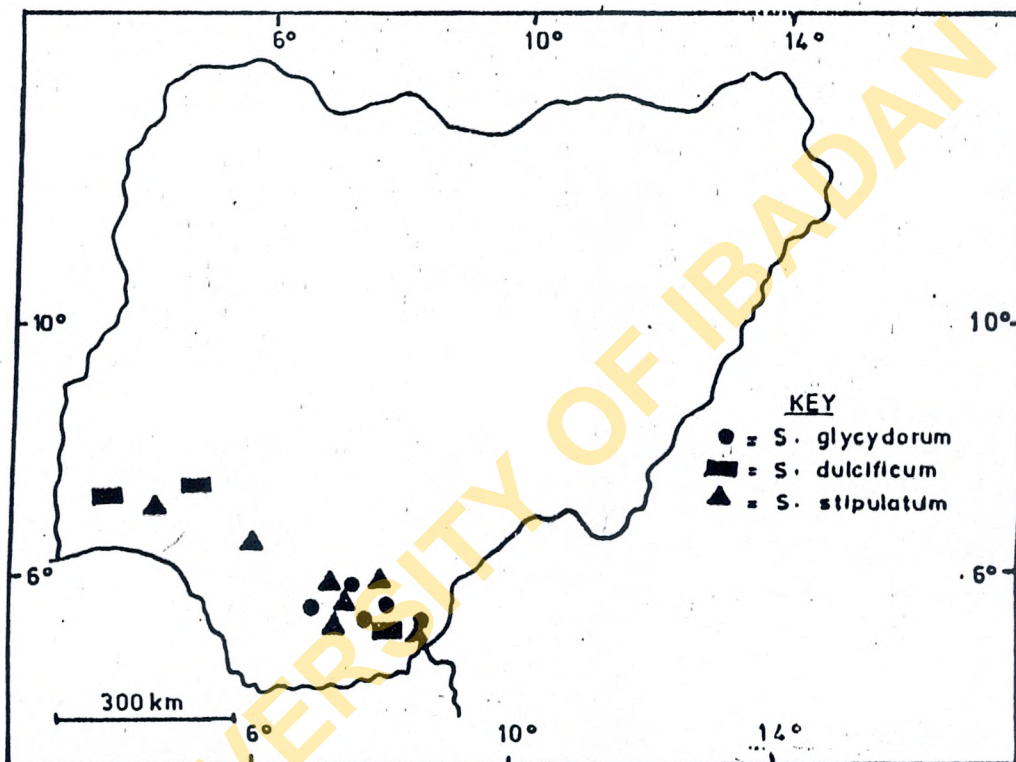 6° 10° 14°
10° 10°
KEY
● = S. glycydorum
■ = S. dulcificum
▲ = S. stipulatum
6° 6°
300 km
6° 10° 14°
UNIVERSITY OF IBADAN